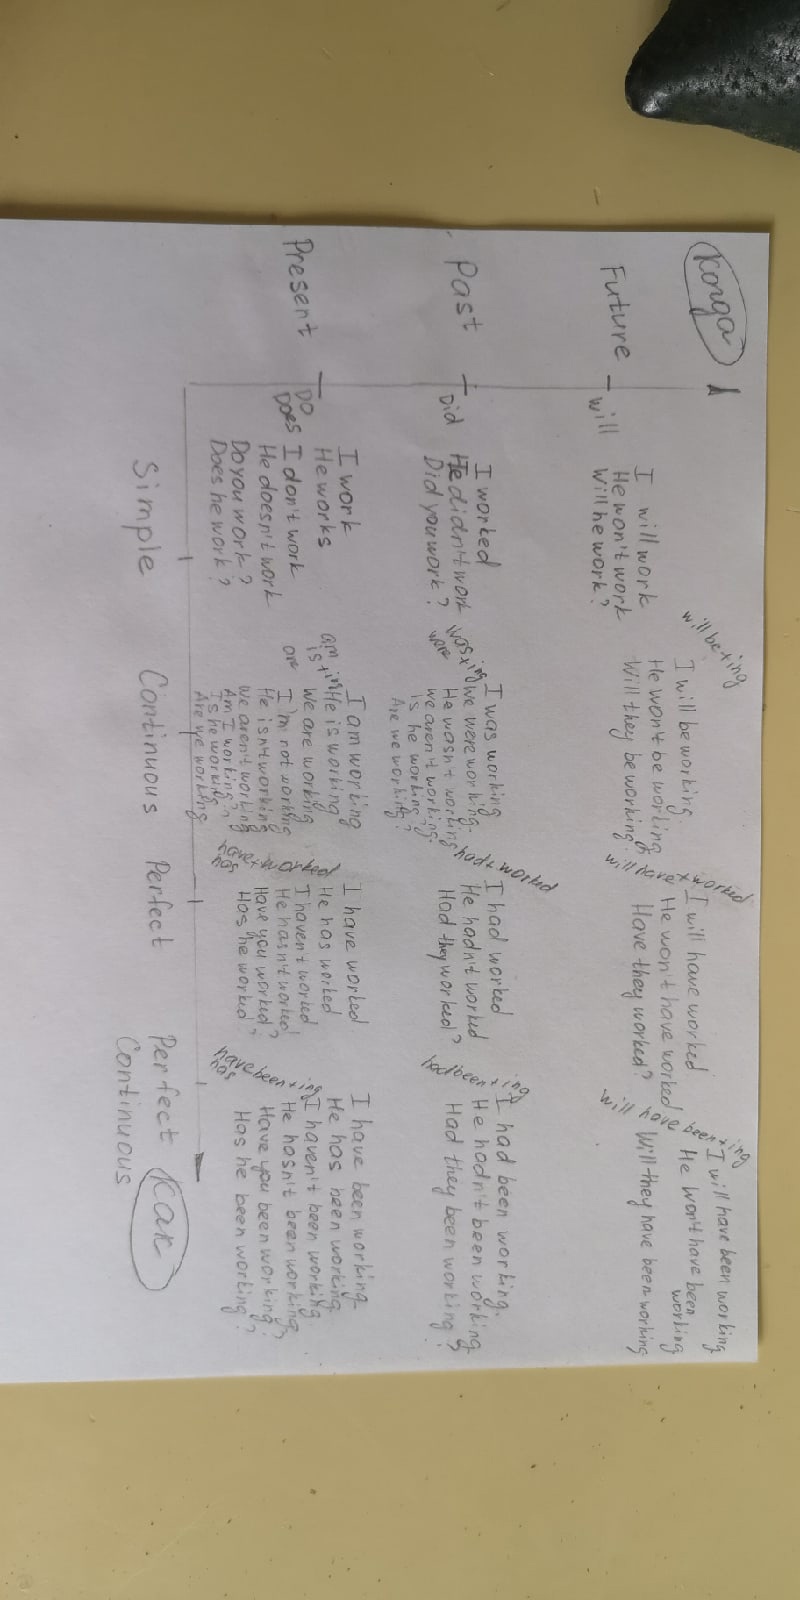 когда
Future
will
I will work
He won't work
Will he work?
will be + ing
I will be working.
He won't be working
Will they be working?
will have + worked
I will have worked
He won't have worked
Have they worked?
will have been + ing
I will have been working
He won't have been
working
Will they have been working
Past
Did
I worked
He didn't work
Did you work?
was + ing
were
I was working
We were working.
He wasn't working
We aren't working.
Is he working?
Are we working?
had + worked
I had worked
He hadn't worked
Had they worked?
had been + ing
I had been working.
He hadn't been working
Had they been working?
Present
DO
Does
I work
He works
I don't work
He doesn't work
Do you work?
Does he work?
am
is + ing
are
I am working
He is working
We are working
I'm not working
He isn't working
We aren't working
Am I working?
Is he working
Are we working
have + worked
has
I have worked
He has worked
I haven't worked
He hasn't worked
Have you worked?
Has he worked?
have been + ing
has
I have been working
He has been working
I haven't been working
He hasn't been working
Have you been working?
Has he been working?
Simple
Continuous
Perfect
Perfect
Continuous
как